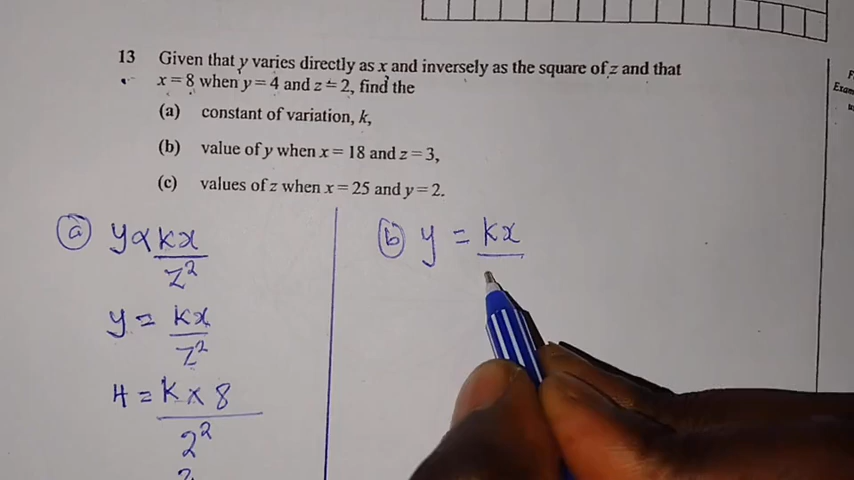 13 Given that y varies directly as x and inversely as the square of z and that
x = 8 when y = 4 and z = 2, find the
(a) constant of variation, k,
(b) value of y when x = 18 and z = 3,
(c) values of z when x = 25 and y = 2.
Exam
(a) y ∝ kx
z²
y = kx
z²
4 = k × 8
2²
(b) y = kx